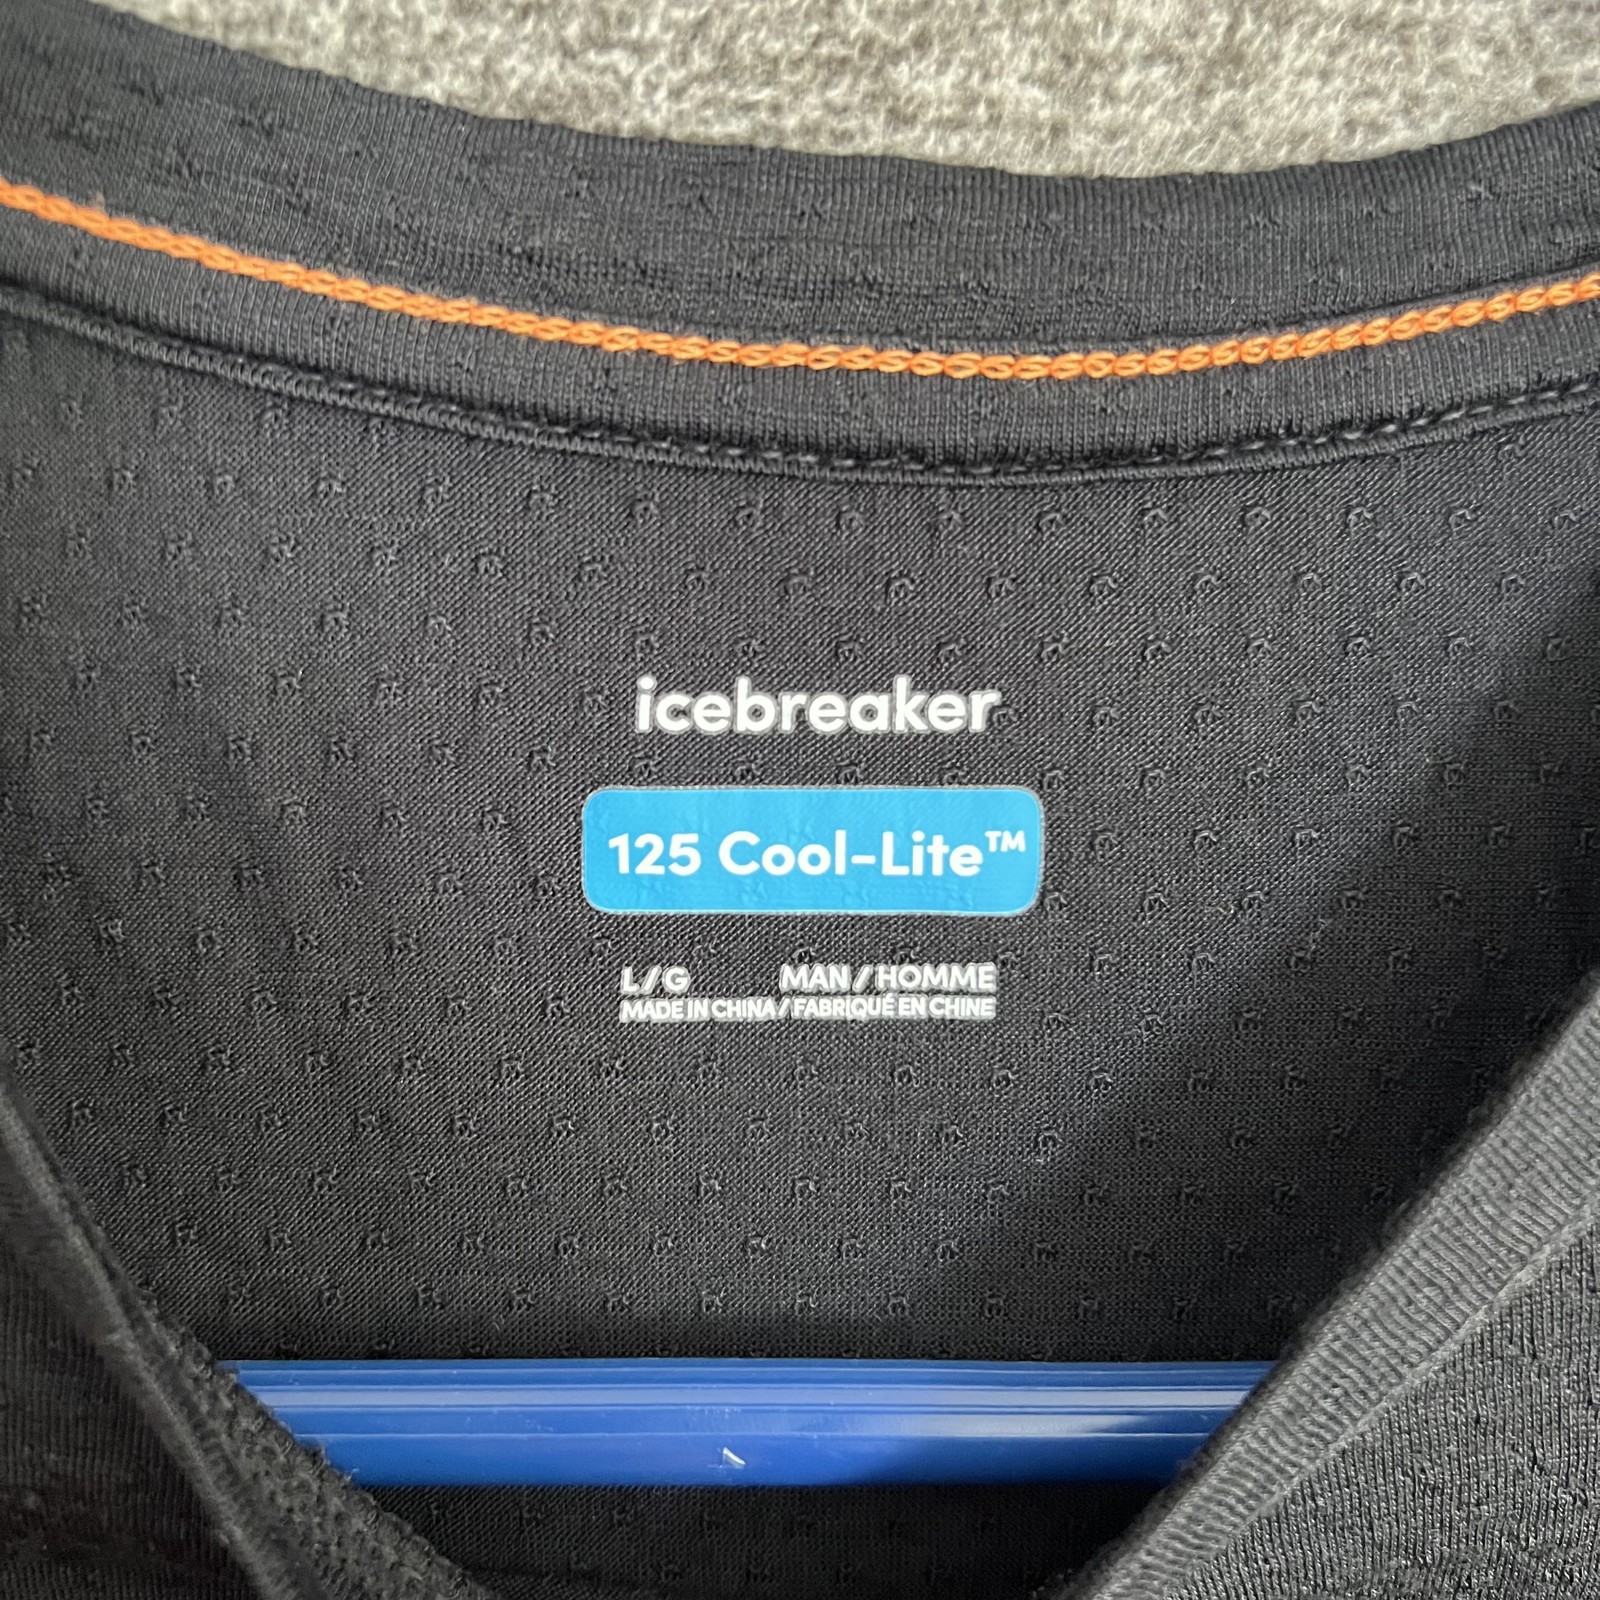 icebreaker
125 Cool-Lite™
L/G MAN/HOMME
MADE IN CHINA/FABRIQUÉ EN CHINE